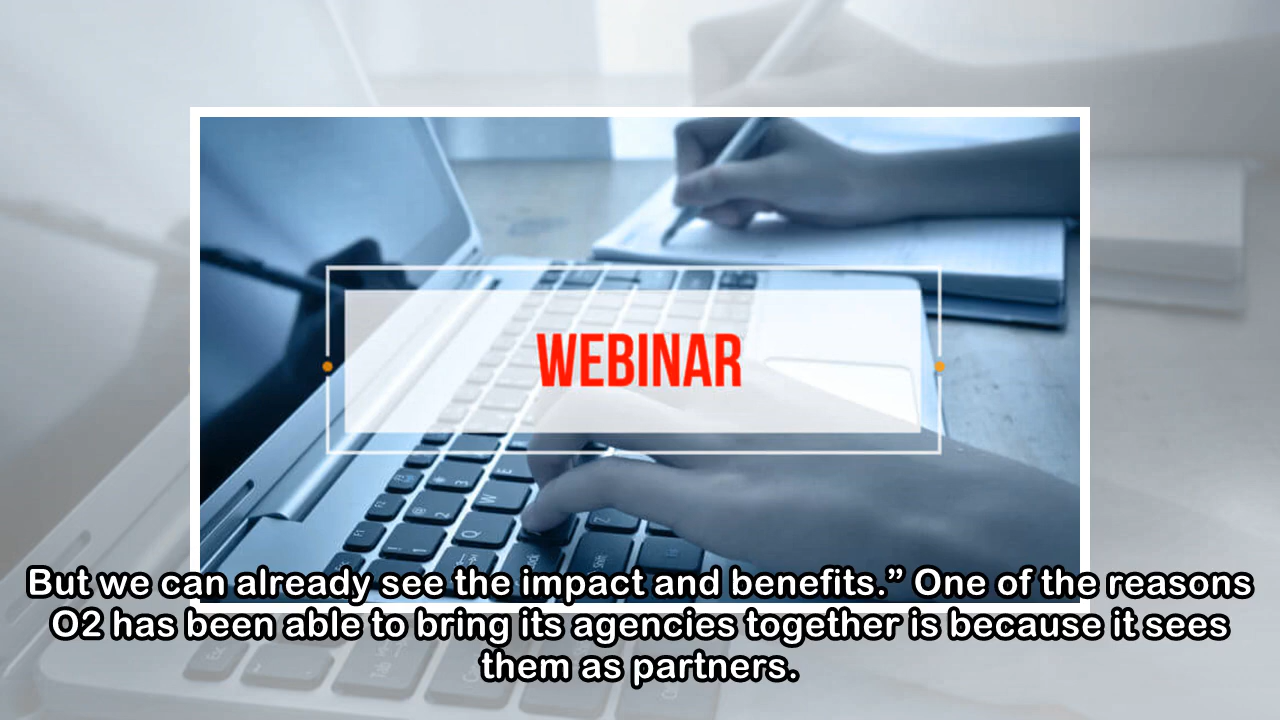 WEBINAR
But we can already see the impact and benefits.” One of the reasons
O2 has been able to bring its agencies together is because it sees
them as partners.